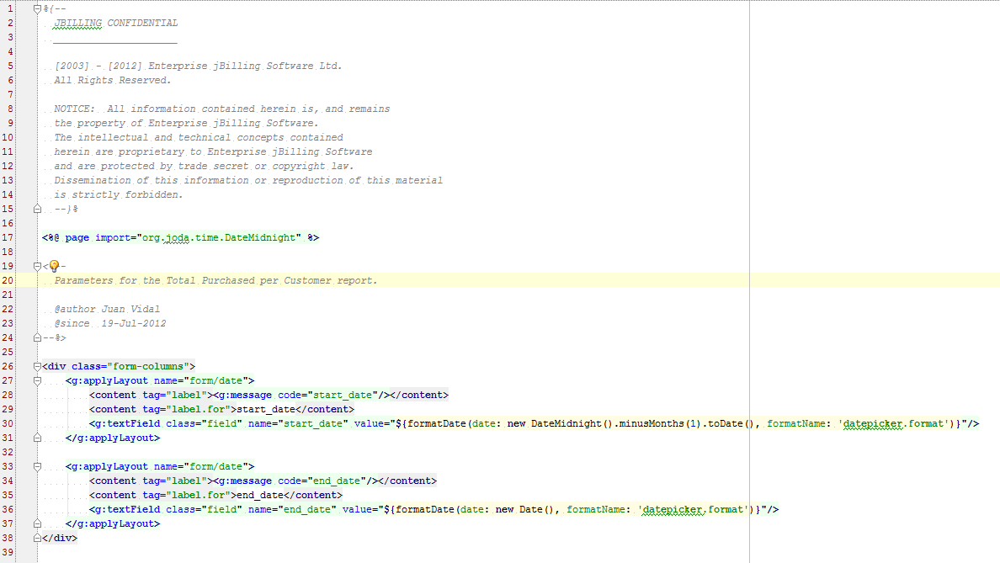 1 %{--
2 JBILLING CONFIDENTIAL
3 _____________________
4
5 [2003] - [2012] Enterprise jBilling Software Ltd.
6 All Rights Reserved.
7
8 NOTICE:  All information contained herein is, and remains
9 the property of Enterprise jBilling Software.
10 The intellectual and technical concepts contained
11 herein are proprietary to Enterprise jBilling Software
12 and are protected by trade secret or copyright law.
13 Dissemination of this information or reproduction of this material
14 is strictly forbidden.
15 --}%
16
17 <%@ page import="org.joda.time.DateMidnight" %>
18
19 <-
20 Parameters for the Total Purchased per Customer report.
21
22 @author Juan Vidal
23 @since  19-Jul-2012
24 --%>
25
26 <div class="form-columns">
27     <g:applyLayout name="form/date">
28         <content tag="label"><g:message code="start_date"/></content>
29         <content tag="label.for">start_date</content>
30         <g:textField class="field" name="start_date" value="${formatDate(date: new DateMidnight().minusMonths(1).toDate(), formatName: 'datepicker.format')}"/>
31     </g:applyLayout>
32
33     <g:applyLayout name="form/date">
34         <content tag="label"><g:message code="end_date"/></content>
35         <content tag="label.for">end_date</content>
36         <g:textField class="field" name="end_date" value="${formatDate(date: new Date(), formatName: 'datepicker.format')}"/>
37     </g:applyLayout>
38 </div>
39